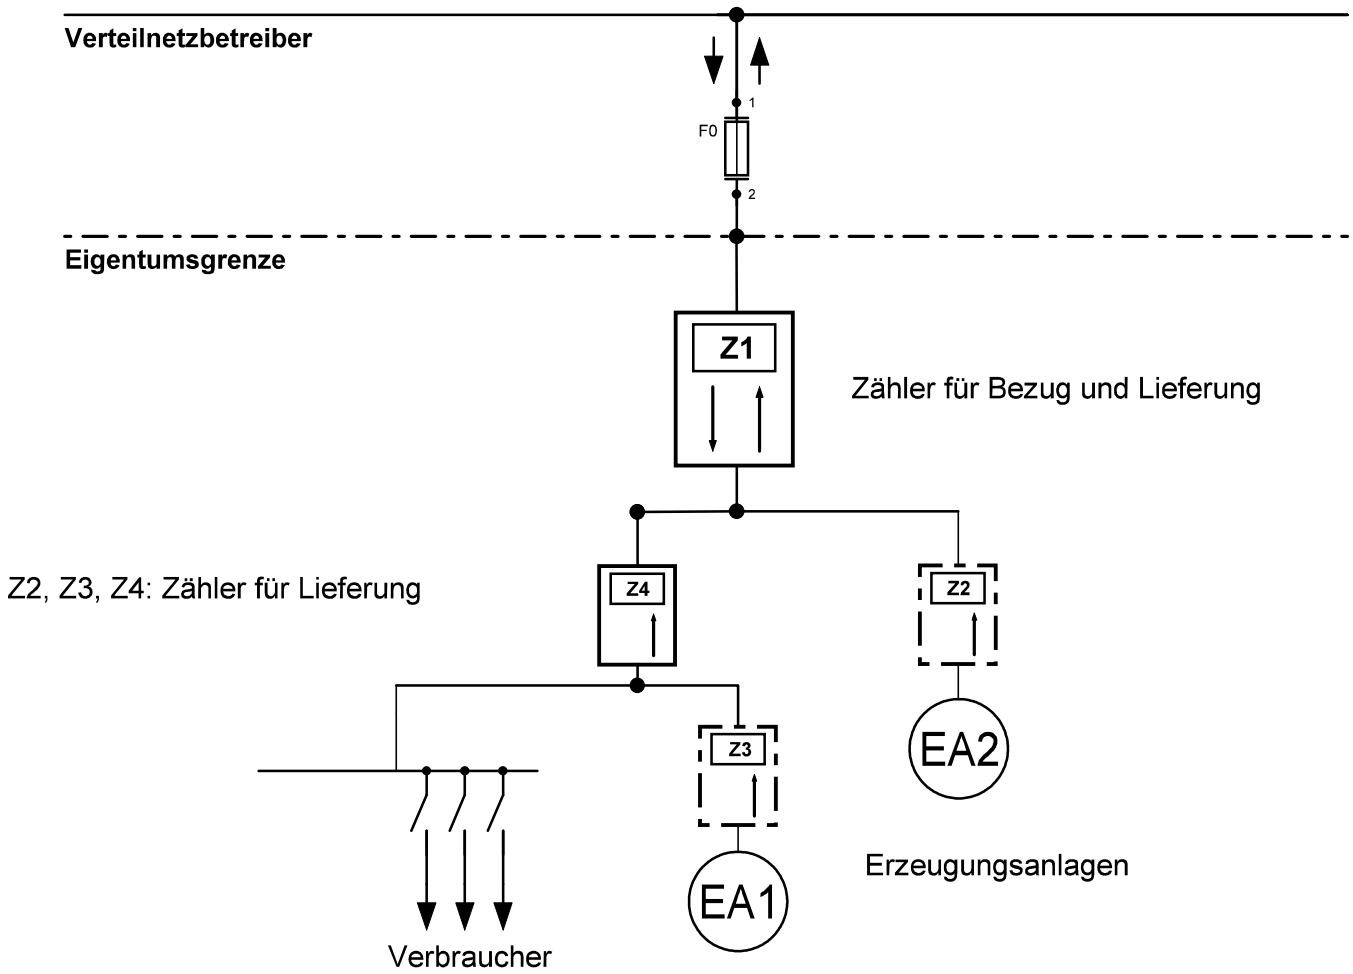 Verteilnetzbetreiber
1
F0
2
Eigentumsgrenze
Z1
Zähler für Bezug und Lieferung
Z2, Z3, Z4: Zähler für Lieferung
Z4
Z2
Z3
EA2
Erzeugungsanlagen
EA1
Verbraucher